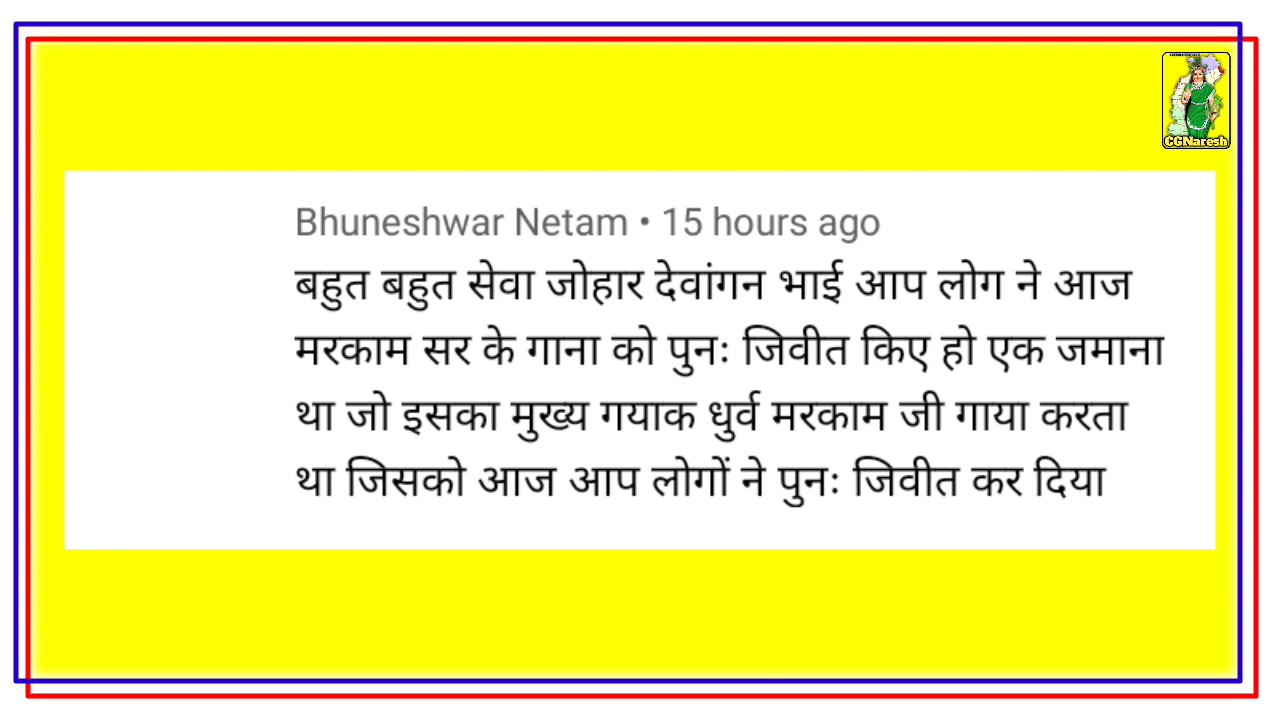 CGNaresh
Bhuneshwar Netam • 15 hours ago
बहुत बहुत सेवा जोहार देवांगन भाई आप लोग ने आज
मरकाम सर के गाना को पुनः जिवीत किए हो एक जमाना
था जो इसका मुख्य गयाक धुर्व मरकाम जी गाया करता
था जिसको आज आप लोगों ने पुनः जिवीत कर दिया